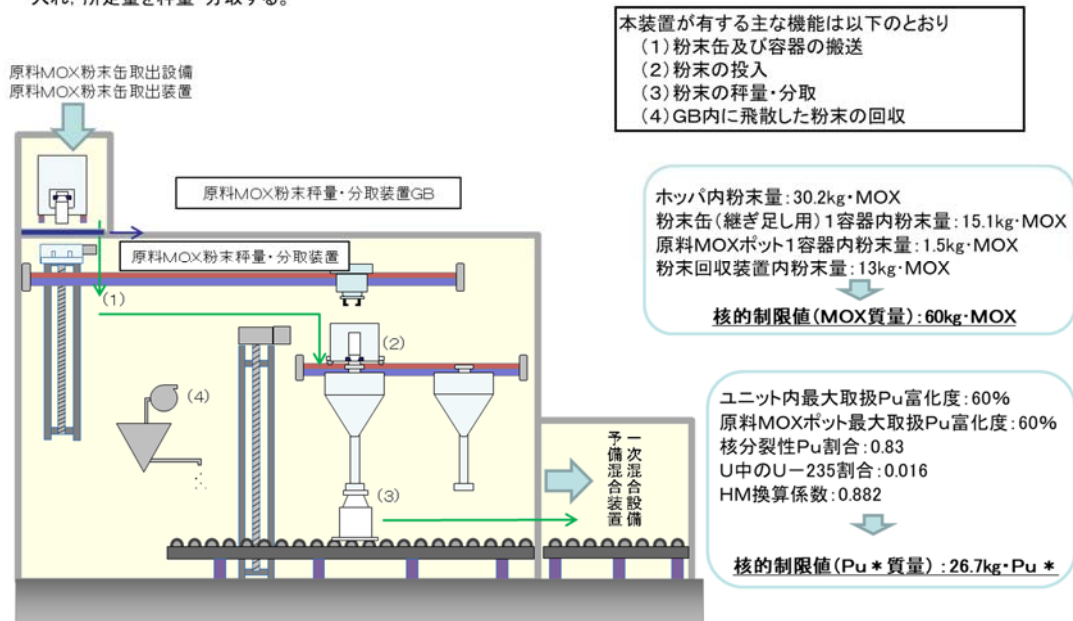 入れ，所定量を秤量・分取する。
本装置が有する主な機能は以下のとおり
（１）粉末缶及び容器の搬送
（２）粉末の投入
（３）粉末の秤量・分取
（４）GB内に飛散した粉末の回収
原料MOX粉末缶取出設備
原料MOX粉末缶取出装置
原料MOX粉末秤量・分取装置GB
原料MOX粉末秤量・分取装置
(1)
(2)
(4)
(3)
一次混合設備
予備混合装置
ホッパ内粉末量：30.2kg・MOX
粉末缶（継ぎ足し用）１容器内粉末量：15.1kg・MOX
原料MOXポット１容器内粉末量：1.5kg・MOX
粉末回収装置内粉末量：13kg・MOX
核的制限値（MOX質量）：60kg・MOX
ユニット内最大取扱Pu富化度：60%
原料MOXポット最大取扱Pu富化度：60%
核分裂性Pu割合：0.83
U中のU－235割合：0.016
HM換算係数：0.882
核的制限値（Pu＊質量）：26.7kg・Pu＊